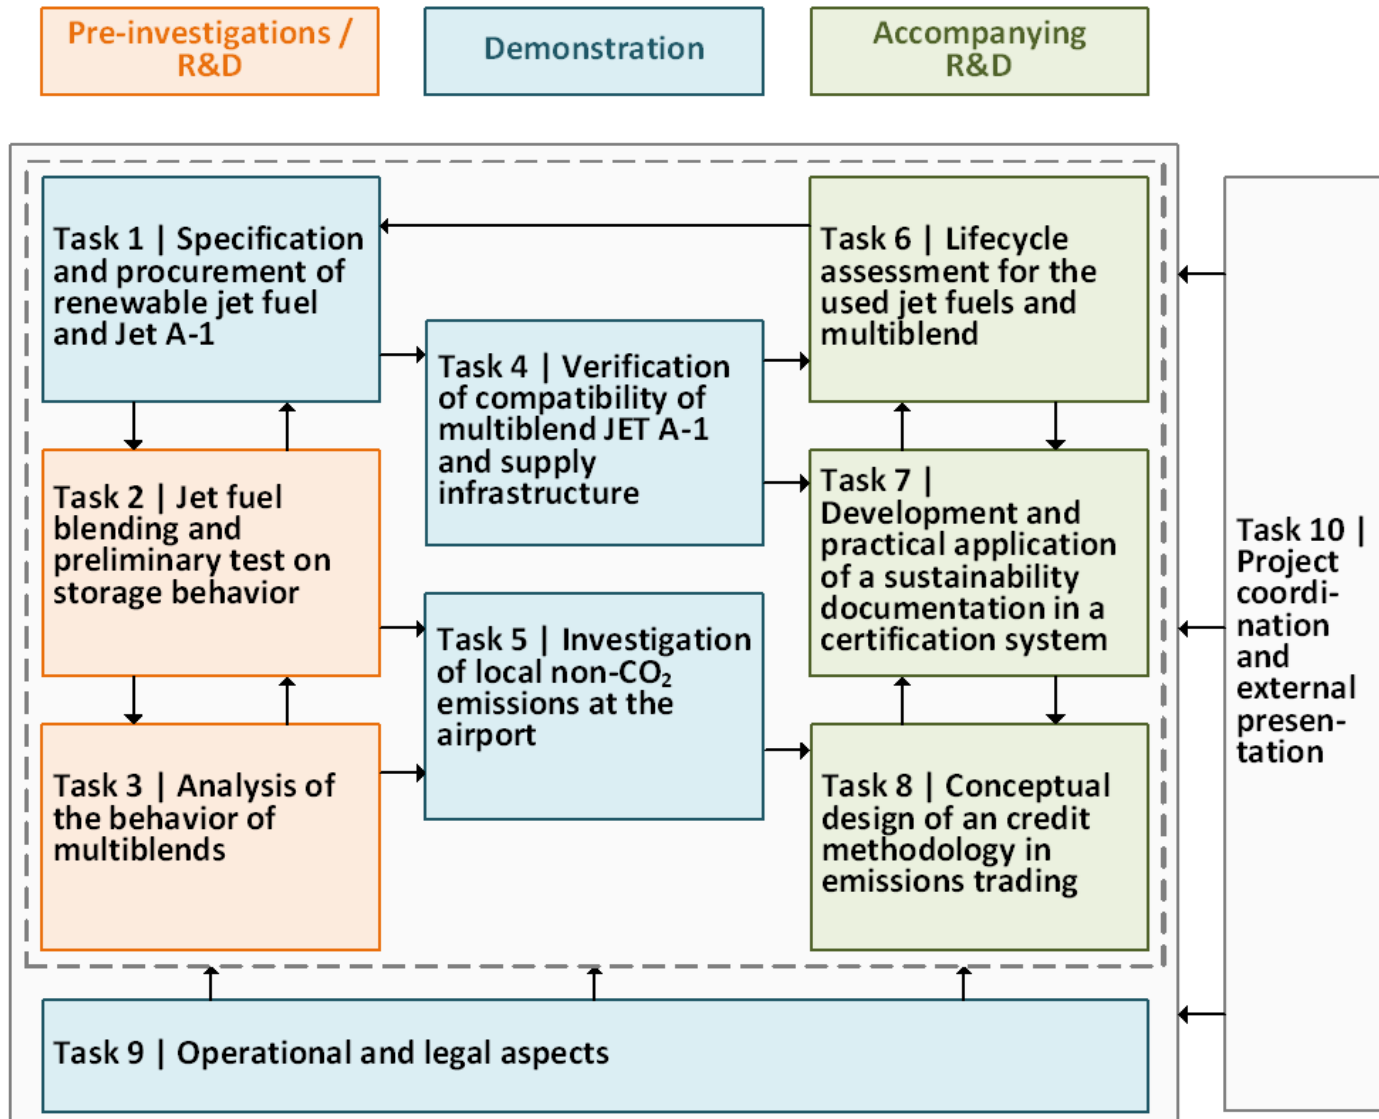 Pre-investigations /
R&D
Demonstration
Accompanying
R&D
Task 1 | Specification
and procurement of
renewable jet fuel
and Jet A-1
Task 2 | Jet fuel
blending and
preliminary test on
storage behavior
Task 3 | Analysis of
the behavior of
multiblends
Task 4 | Verification
of compatibility of
multiblend JET A-1
and supply
infrastructure
Task 5 | Investigation
of local non-CO₂
emissions at the
airport
Task 6 | Lifecycle
assessment for the
used jet fuels and
multiblend
Task 7 |
Development and
practical application
of a sustainability
documentation in a
certification system
Task 8 | Conceptual
design of an credit
methodology in
emissions trading
Task 9 | Operational and legal aspects
Task 10 |
Project
coordi-
nation
and
external
presen-
tation